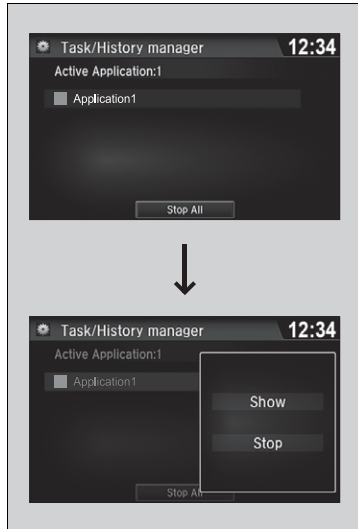 Task/History manager 12:34
Active Application:1
Application1
Stop All
Task/History manager 12:34
Active Application:1
Application1
Show
Stop
Stop All